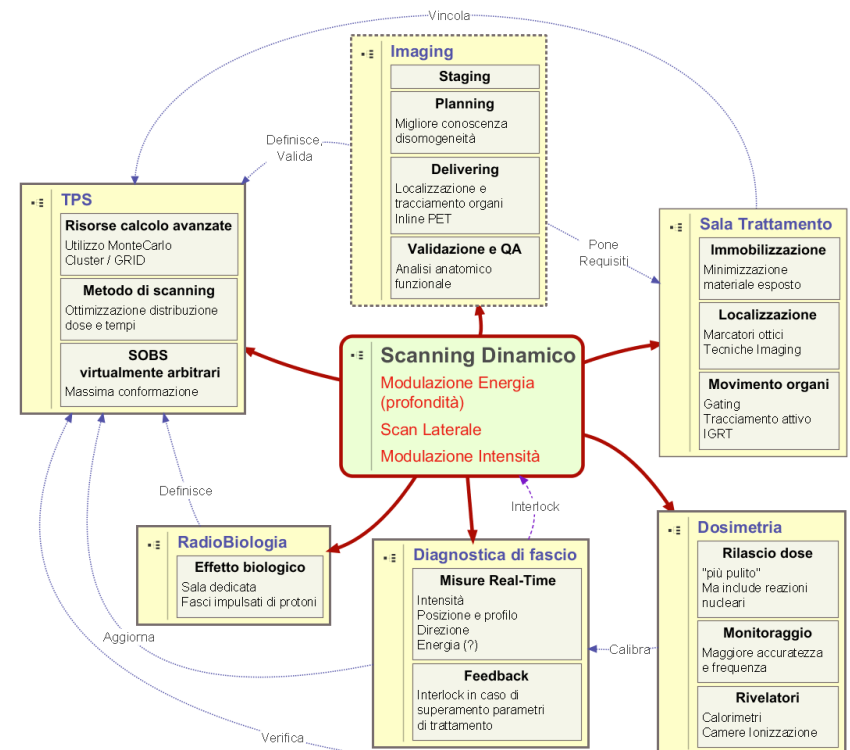 Vincola
Imaging
Staging
Planning
Migliore conoscenza
disomogeneità
Delivering
Localizzazione e
tracciamento organi
Inline PET
Validazione e QA
Analisi anatomico
funzionale
Definisce,
Valida
TPS
Risorse calcolo avanzate
Utilizzo MonteCarlo
Cluster / GRID
Metodo di scanning
Ottimizzazione distribuzione
dose e tempi
SOBS
virtualmente arbitrari
Massima conformazione
Pone
Requisiti
Sala Trattamento
Immobilizzazione
Minimizzazione
materiale esposto
Localizzazione
Marcatori ottici
Tecniche Imaging
Movimento organi
Gating
Tracciamento attivo
IGRT
Scanning Dinamico
Modulazione Energia
(profondità)
Scan Laterale
Modulazione Intensità
Definisce
Interlock
RadioBiologia
Effetto biologico
Sala dedicata
Fasci impulsati di protoni
Diagnostica di fascio
Misure Real-Time
Intensità
Posizione e profilo
Direzione
Energia (?)
Feedback
Interlock in caso di
superamento parametri
di trattamento
Dosimetria
Rilascio dose
"più pulito"
Ma include reazioni
nucleari
Monitoraggio
Maggiore accuratezza
e frequenza
Rivelatori
Calorimetri
Camere Ionizzazione
Aggiorna
Calibra
Verifica